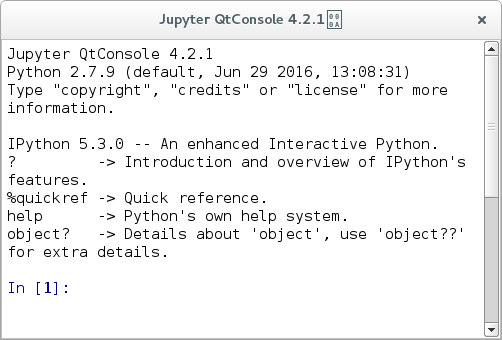 Jupyter QtConsole 4.2.1
Jupyter QtConsole 4.2.1
Python 2.7.9 (default, Jun 29 2016, 13:08:31)
Type "copyright", "credits" or "license" for more
information.
IPython 5.3.0 -- An enhanced Interactive Python.
?         -> Introduction and overview of IPython's
features.
%quickref -> Quick reference.
help      -> Python's own help system.
object?   -> Details about 'object', use 'object??'
for extra details.
In [1]: